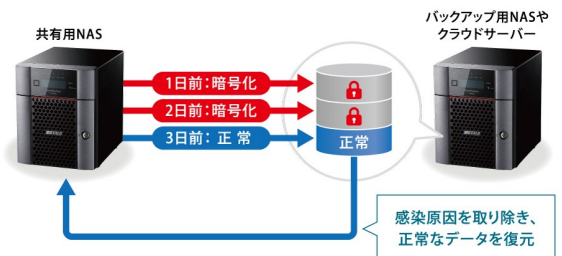 共有用NAS
バックアップ用NASや
クラウドサーバー
1日前：暗号化
2日前：暗号化
3日前：正 常
正常
感染原因を取り除き、
正常なデータを復元
BUFFALO
BUFFALO